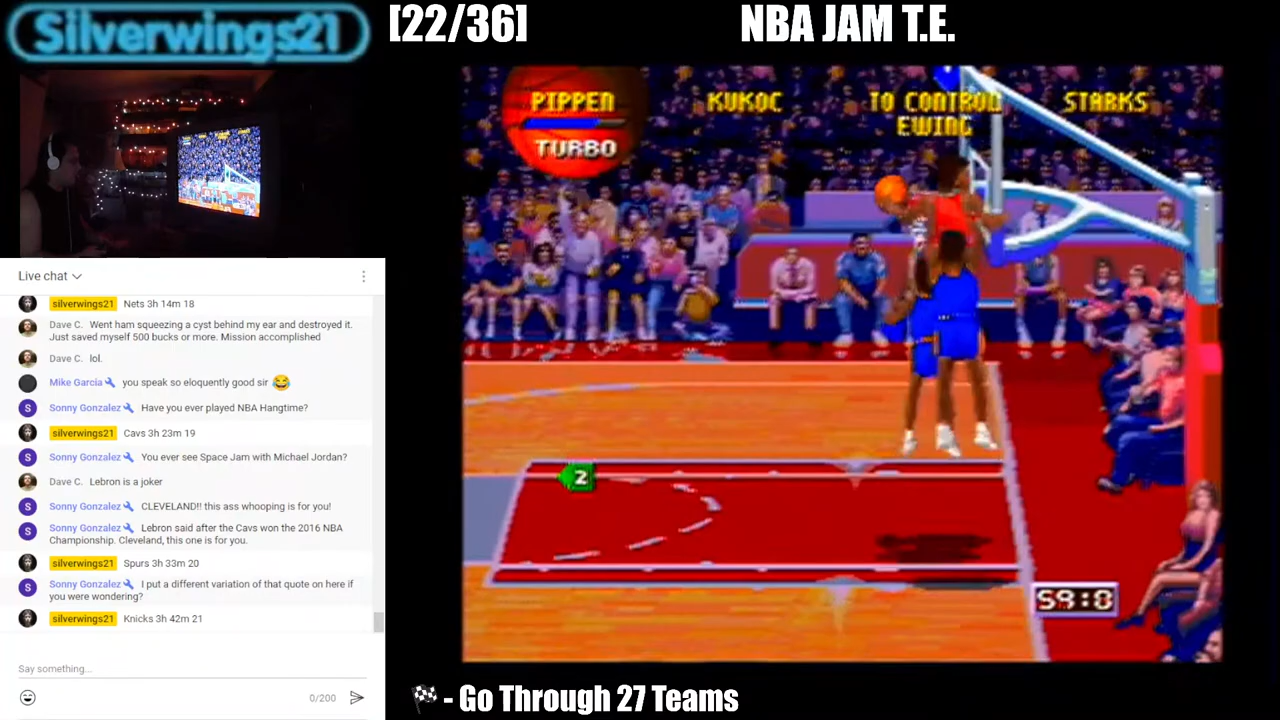 Silverwings21
[22/36]
NBA JAM T.E.
PIPPEN
TURBO
KUKOC
TO CONTROL
EWING
STARKS
2
59:0
Live chat
silverwings21 Nets 3h 14m 18
Dave C. Went ham squeezing a cyst behind my ear and destroyed it.
Just saved myself 500 bucks or more. Mission accomplished
Dave C. lol.
Mike Garcia you speak so eloquently good sir 😂
S Sonny Gonzalez Have you ever played NBA Hangtime?
silverwings21 Cavs 3h 23m 19
S Sonny Gonzalez You ever see Space Jam with Michael Jordan?
Dave C. Lebron is a joker
S Sonny Gonzalez CLEVELAND!! this ass whooping is for you!
S Sonny Gonzalez Lebron said after the Cavs won the 2016 NBA
Championship. Cleveland, this one is for you.
silverwings21 Spurs 3h 33m 20
S Sonny Gonzalez I put a different variation of that quote on here if
you were wondering?
silverwings21 Knicks 3h 42m 21
Say something...
0/200
🏁 - Go Through 27 Teams